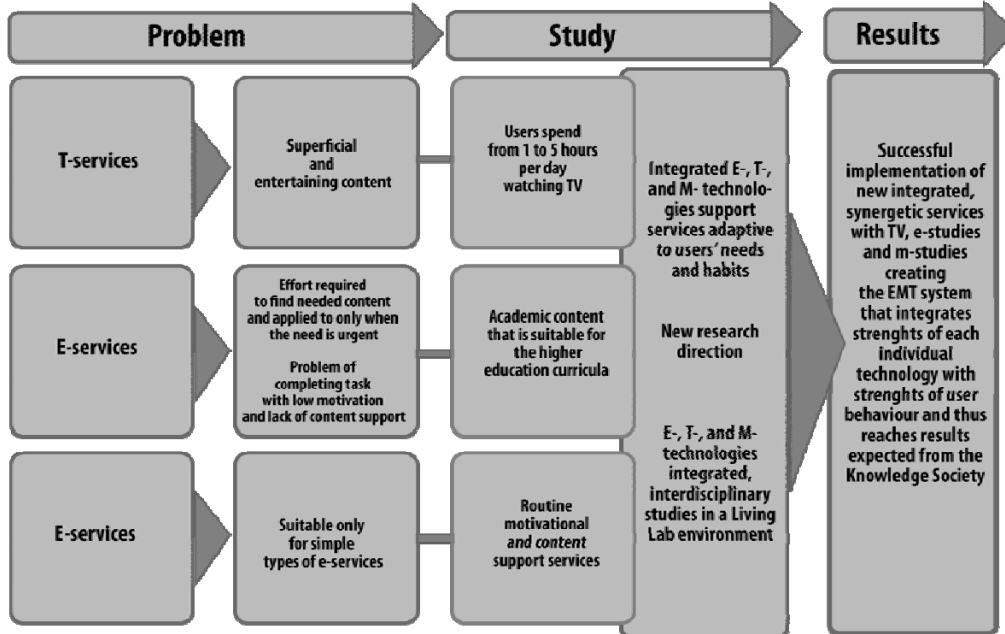 Problem
Study
Results
T-services
Superficial
and
entertaining content
Users spend
from 1 to 5 hours
per day
watching TV
E-services
Effort required
to find needed content
and applied to only when
the need is urgent
Problem of
completing task
with low motivation
and lack of content support
Academic content
that is suitable for
the higher
education curricula
E-services
Suitable only
for simple
types of e-services
Routine
motivational
and content
support services
Integrated E-, T-,
and M- technolo-
gies support
services adaptive
to users' needs
and habits
New research
direction
E-, T-, and M-
technologies
integrated,
interdisciplinary
studies in a Living
Lab environment
Successful
implementation of
new integrated,
synergetic services
with TV, e-studies
and m-studies
creating
the EMT system
that integrates
strenghts of each
individual
technology with
strenghts of user
behaviour and thus
reaches results
expected from the
Knowledge Society